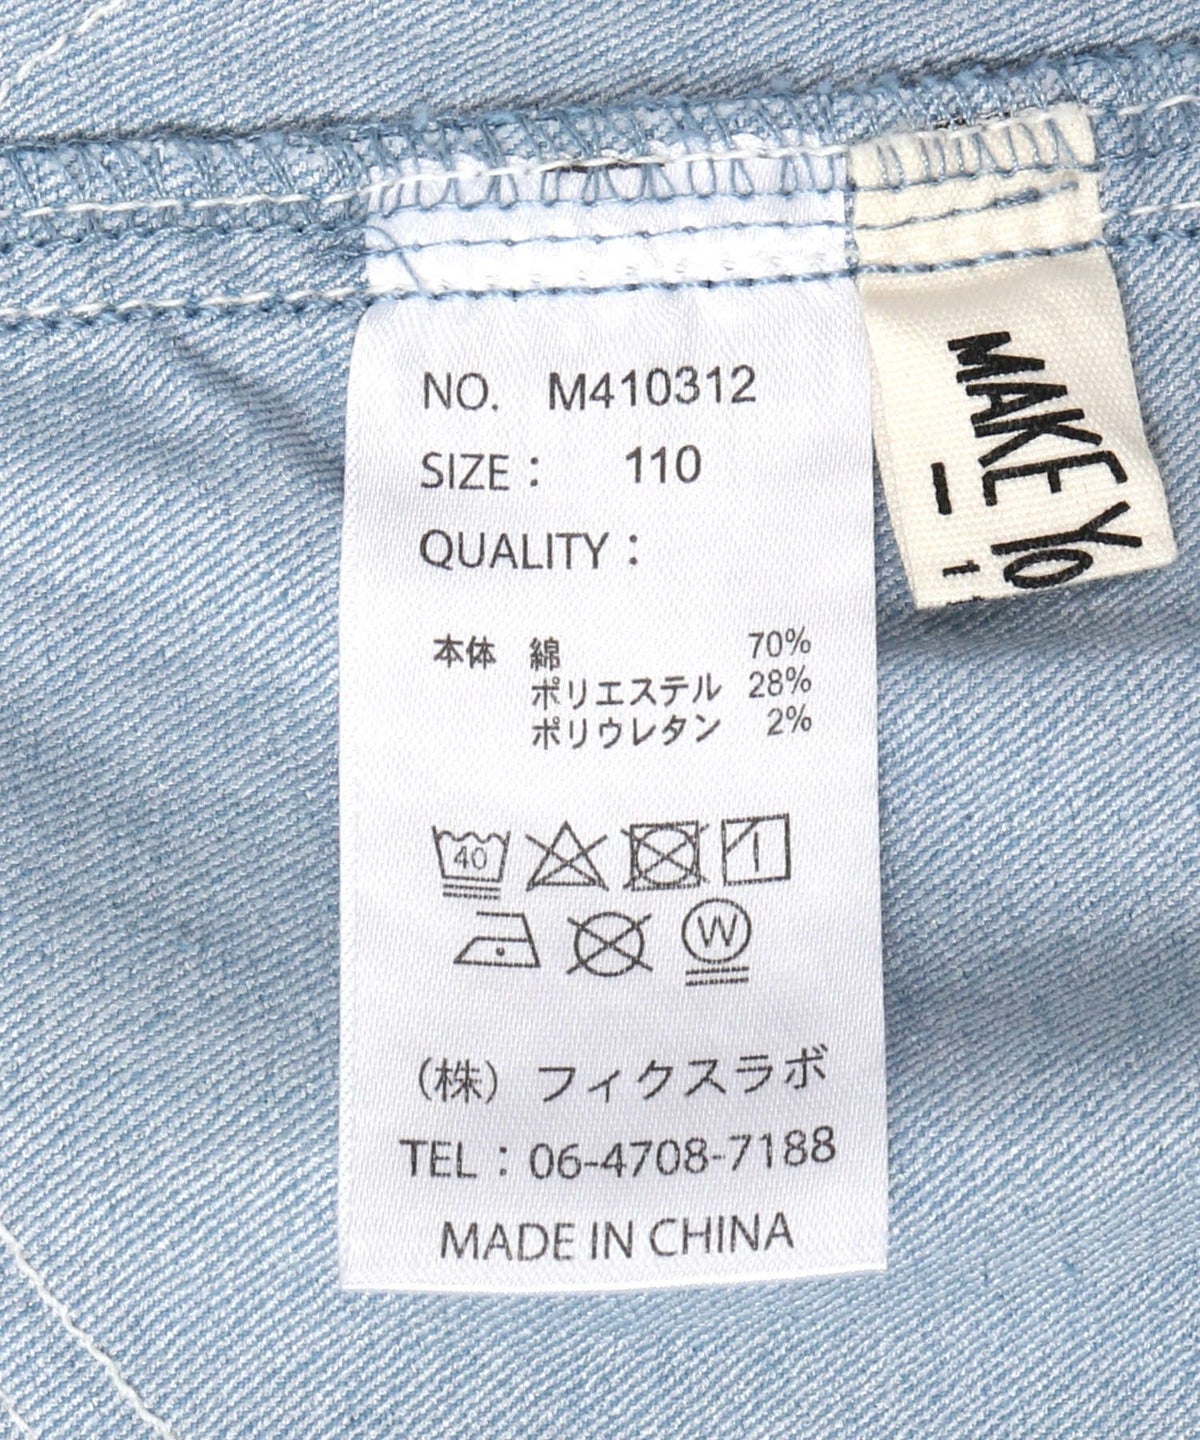 NO. M410312
SIZE: 110
QUALITY:
本体 綿 70%
ポリエステル 28%
ポリウレタン 2%
40
W
(株) フィクスラボ
TEL: 06-4708-7188
MADE IN CHINA
MAKE YO